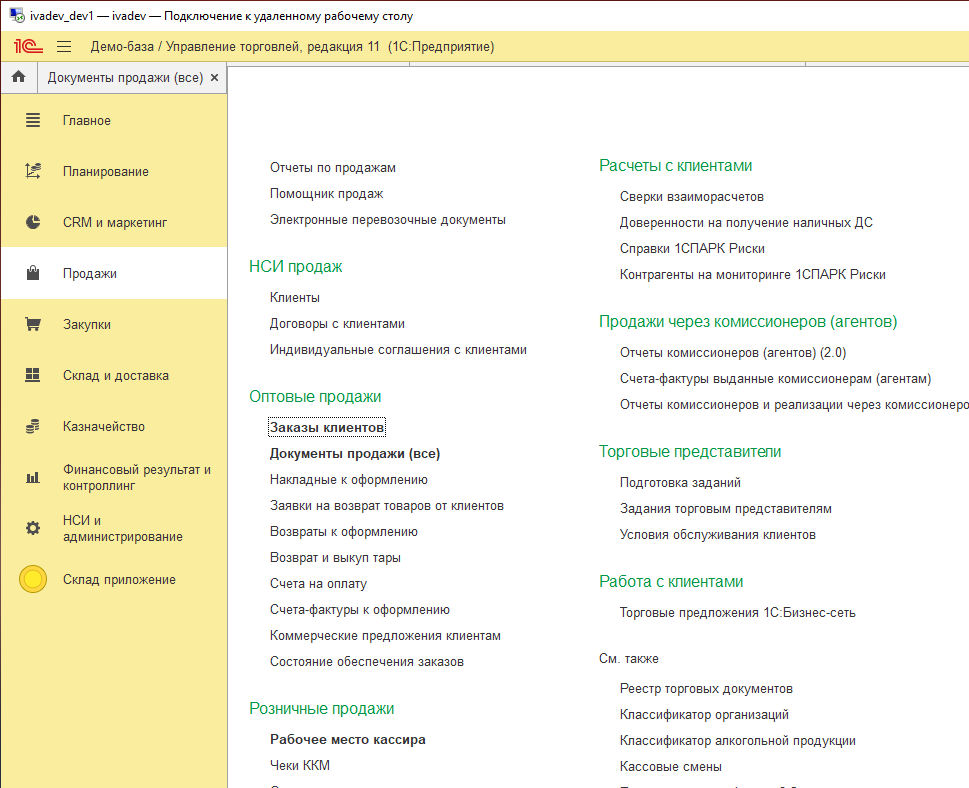 ivadev_dev1 — ivadev — Подключение к удаленному рабочему столу
1С Демо-база / Управление торговлей, редакция 11 (1С:Предприятие)
Документы продажи (все) ×
Главное
Планирование
CRM и маркетинг
Продажи
Закупки
Склад и доставка
Казначейство
Финансовый результат и
контроллинг
НСИ и
администрирование
Склад приложение
Отчеты по продажам
Помощник продаж
Электронные перевозочные документы
НСИ продаж
Клиенты
Договоры с клиентами
Индивидуальные соглашения с клиентами
Оптовые продажи
Заказы клиентов
Документы продажи (все)
Накладные к оформлению
Заявки на возврат товаров от клиентов
Возвраты к оформлению
Возврат и выкуп тары
Счета на оплату
Счета-фактуры к оформлению
Коммерческие предложения клиентам
Состояние обеспечения заказов
Розничные продажи
Рабочее место кассира
Чеки ККМ
Расчеты с клиентами
Сверки взаиморасчетов
Доверенности на получение наличных ДС
Справки 1СПАРК Риски
Контрагенты на мониторинге 1СПАРК Риски
Продажи через комиссионеров (агентов)
Отчеты комиссионеров (агентов) (2.0)
Счета-фактуры выданные комиссионерам (агентам)
Отчеты комиссионеров и реализации через комиссионеро
Торговые представители
Подготовка заданий
Задания торговым представителям
Условия обслуживания клиентов
Работа с клиентами
Торговые предложения 1С:Бизнес-сеть
См. также
Реестр торговых документов
Классификатор организаций
Классификатор алкогольной продукции
Кассовые смены